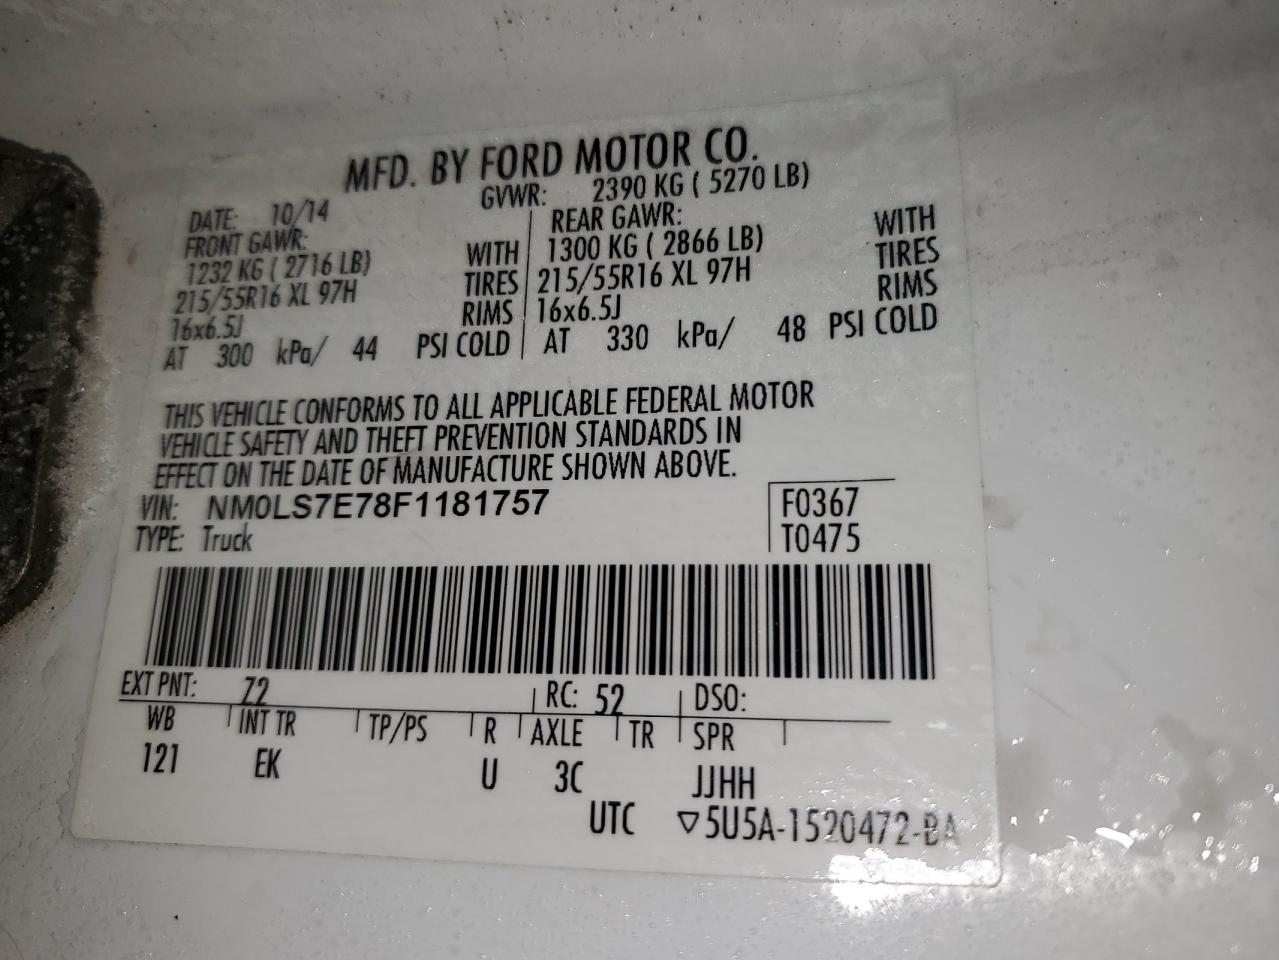 MFD. BY FORD MOTOR CO.
DATE: 10/14 GVWR: 2390 KG ( 5270 LB)
FRONT GAWR: REAR GAWR:
1232 KG ( 2716 LB) WITH 1300 KG ( 2866 LB) WITH
215/55R16 XL 97H TIRES 215/55R16 XL 97H TIRES
16x6.5J RIMS 16x6.5J RIMS
AT 300 kPa/ 44 PSI COLD AT 330 kPa/ 48 PSI COLD
THIS VEHICLE CONFORMS TO ALL APPLICABLE FEDERAL MOTOR
VEHICLE SAFETY AND THEFT PREVENTION STANDARDS IN
EFFECT ON THE DATE OF MANUFACTURE SHOWN ABOVE.
VIN: NM0LS7E78F1181757 F0367
TYPE: Truck T0475
EXT PNT: Z2 RC: 52 DSO:
WB INT TR TP/PS R AXLE TR SPR
121 EK U 3C JJHH
UTC ▽5U5A-1520472-BA